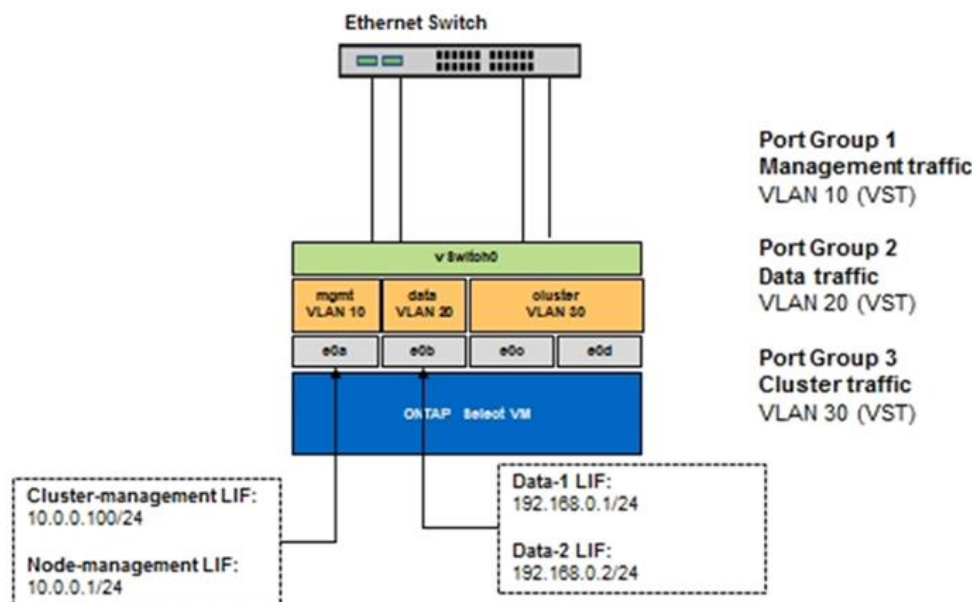 Ethernet Switch
Port Group 1
Management traffic
VLAN 10 (VST)
Port Group 2
Data traffic
VLAN 20 (VST)
Port Group 3
Cluster traffic
VLAN 30 (VST)
vSwitch0
mgmt
VLAN 10
data
VLAN 20
cluster
VLAN 30
e0a
e0b
e0c
e0d
ONTAP Select VM
Cluster-management LIF:
10.0.0.100/24
Node-management LIF:
10.0.0.1/24
Data-1 LIF:
192.168.0.1/24
Data-2 LIF:
192.168.0.2/24